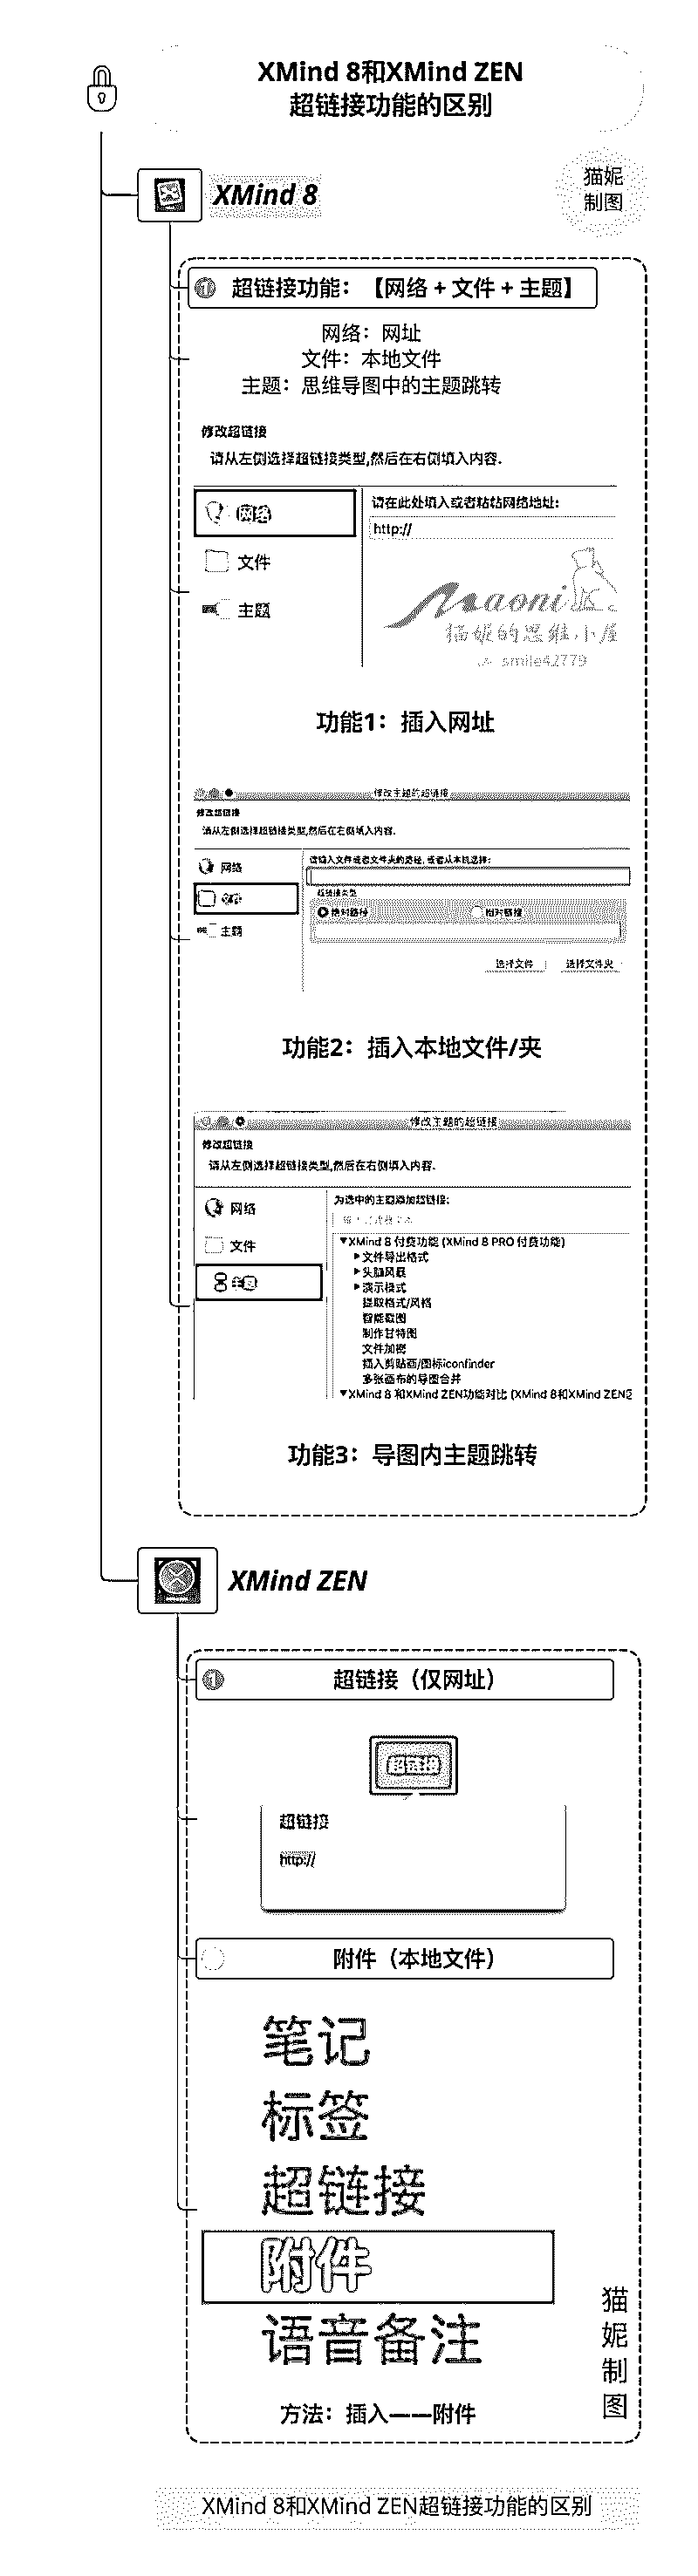 XMind 8和XMind ZEN
超链接功能的区别
XMind 8
猫妮
制图
1 超链接功能：【网络 + 文件 + 主题】
网络：网址
文件：本地文件
主题：思维导图中的主题跳转
修改超链接
请从左侧选择超链接类型,然后在右侧填入内容.
网络
请在此处填入或者粘帖网络地址:
http://
文件
主题
Maoni
猫妮的思维小屋
smile42779
功能1：插入网址
修改主题的超链接
修改超链接
请从左侧选择超链接类型,然后在右侧填入内容.
网络
请输入文件或者文件夹的路径, 或者从本机选择:
文件
超链接类型
绝对路径
相对链接
主题
选择文件
选择文件夹
功能2：插入本地文件/夹
修改主题的超链接
修改超链接
请从左侧选择超链接类型,然后在右侧填入内容.
网络
为选中的主题添加超链接:
文件
主题
▼XMind 8 付费功能 (XMind 8 PRO 付费功能)
▶文件导出格式
▶头脑风暴
▶演示模式
提取格式/风格
智能截图
制作甘特图
文件加密
插入剪贴画/图标iconfinder
多张画布的导图合并
▼XMind 8 和XMind ZEN功能对比 (XMind 8和XMind ZEN
功能3：导图内主题跳转
XMind ZEN
1 超链接（仅网址）
超链接
超链接
http://
附件（本地文件）
笔记
标签
超链接
附件
语音备注
猫妮制图
方法：插入——附件
XMind 8和XMind ZEN超链接功能的区别